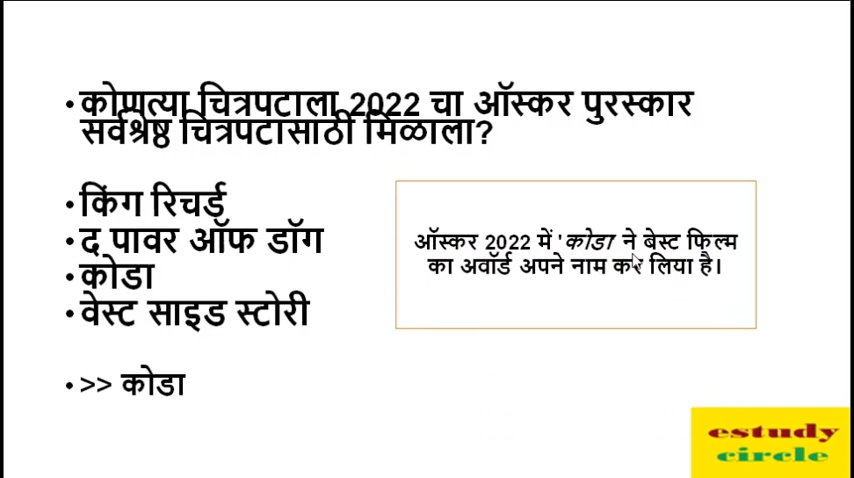 • कोणत्या चित्रपटाला 2022 चा ऑस्कर पुरस्कार
सर्वश्रेष्ठ चित्रपटासाठी मिळाला?
• किंग रिचर्ड
• द पावर ऑफ डॉग
• कोडा
• वेस्ट साइड स्टोरी
• >> कोडा
ऑस्कर 2022 में 'कोडा' ने बेस्ट फिल्म
का अवॉर्ड अपने नाम कर लिया है।
estudy
circle